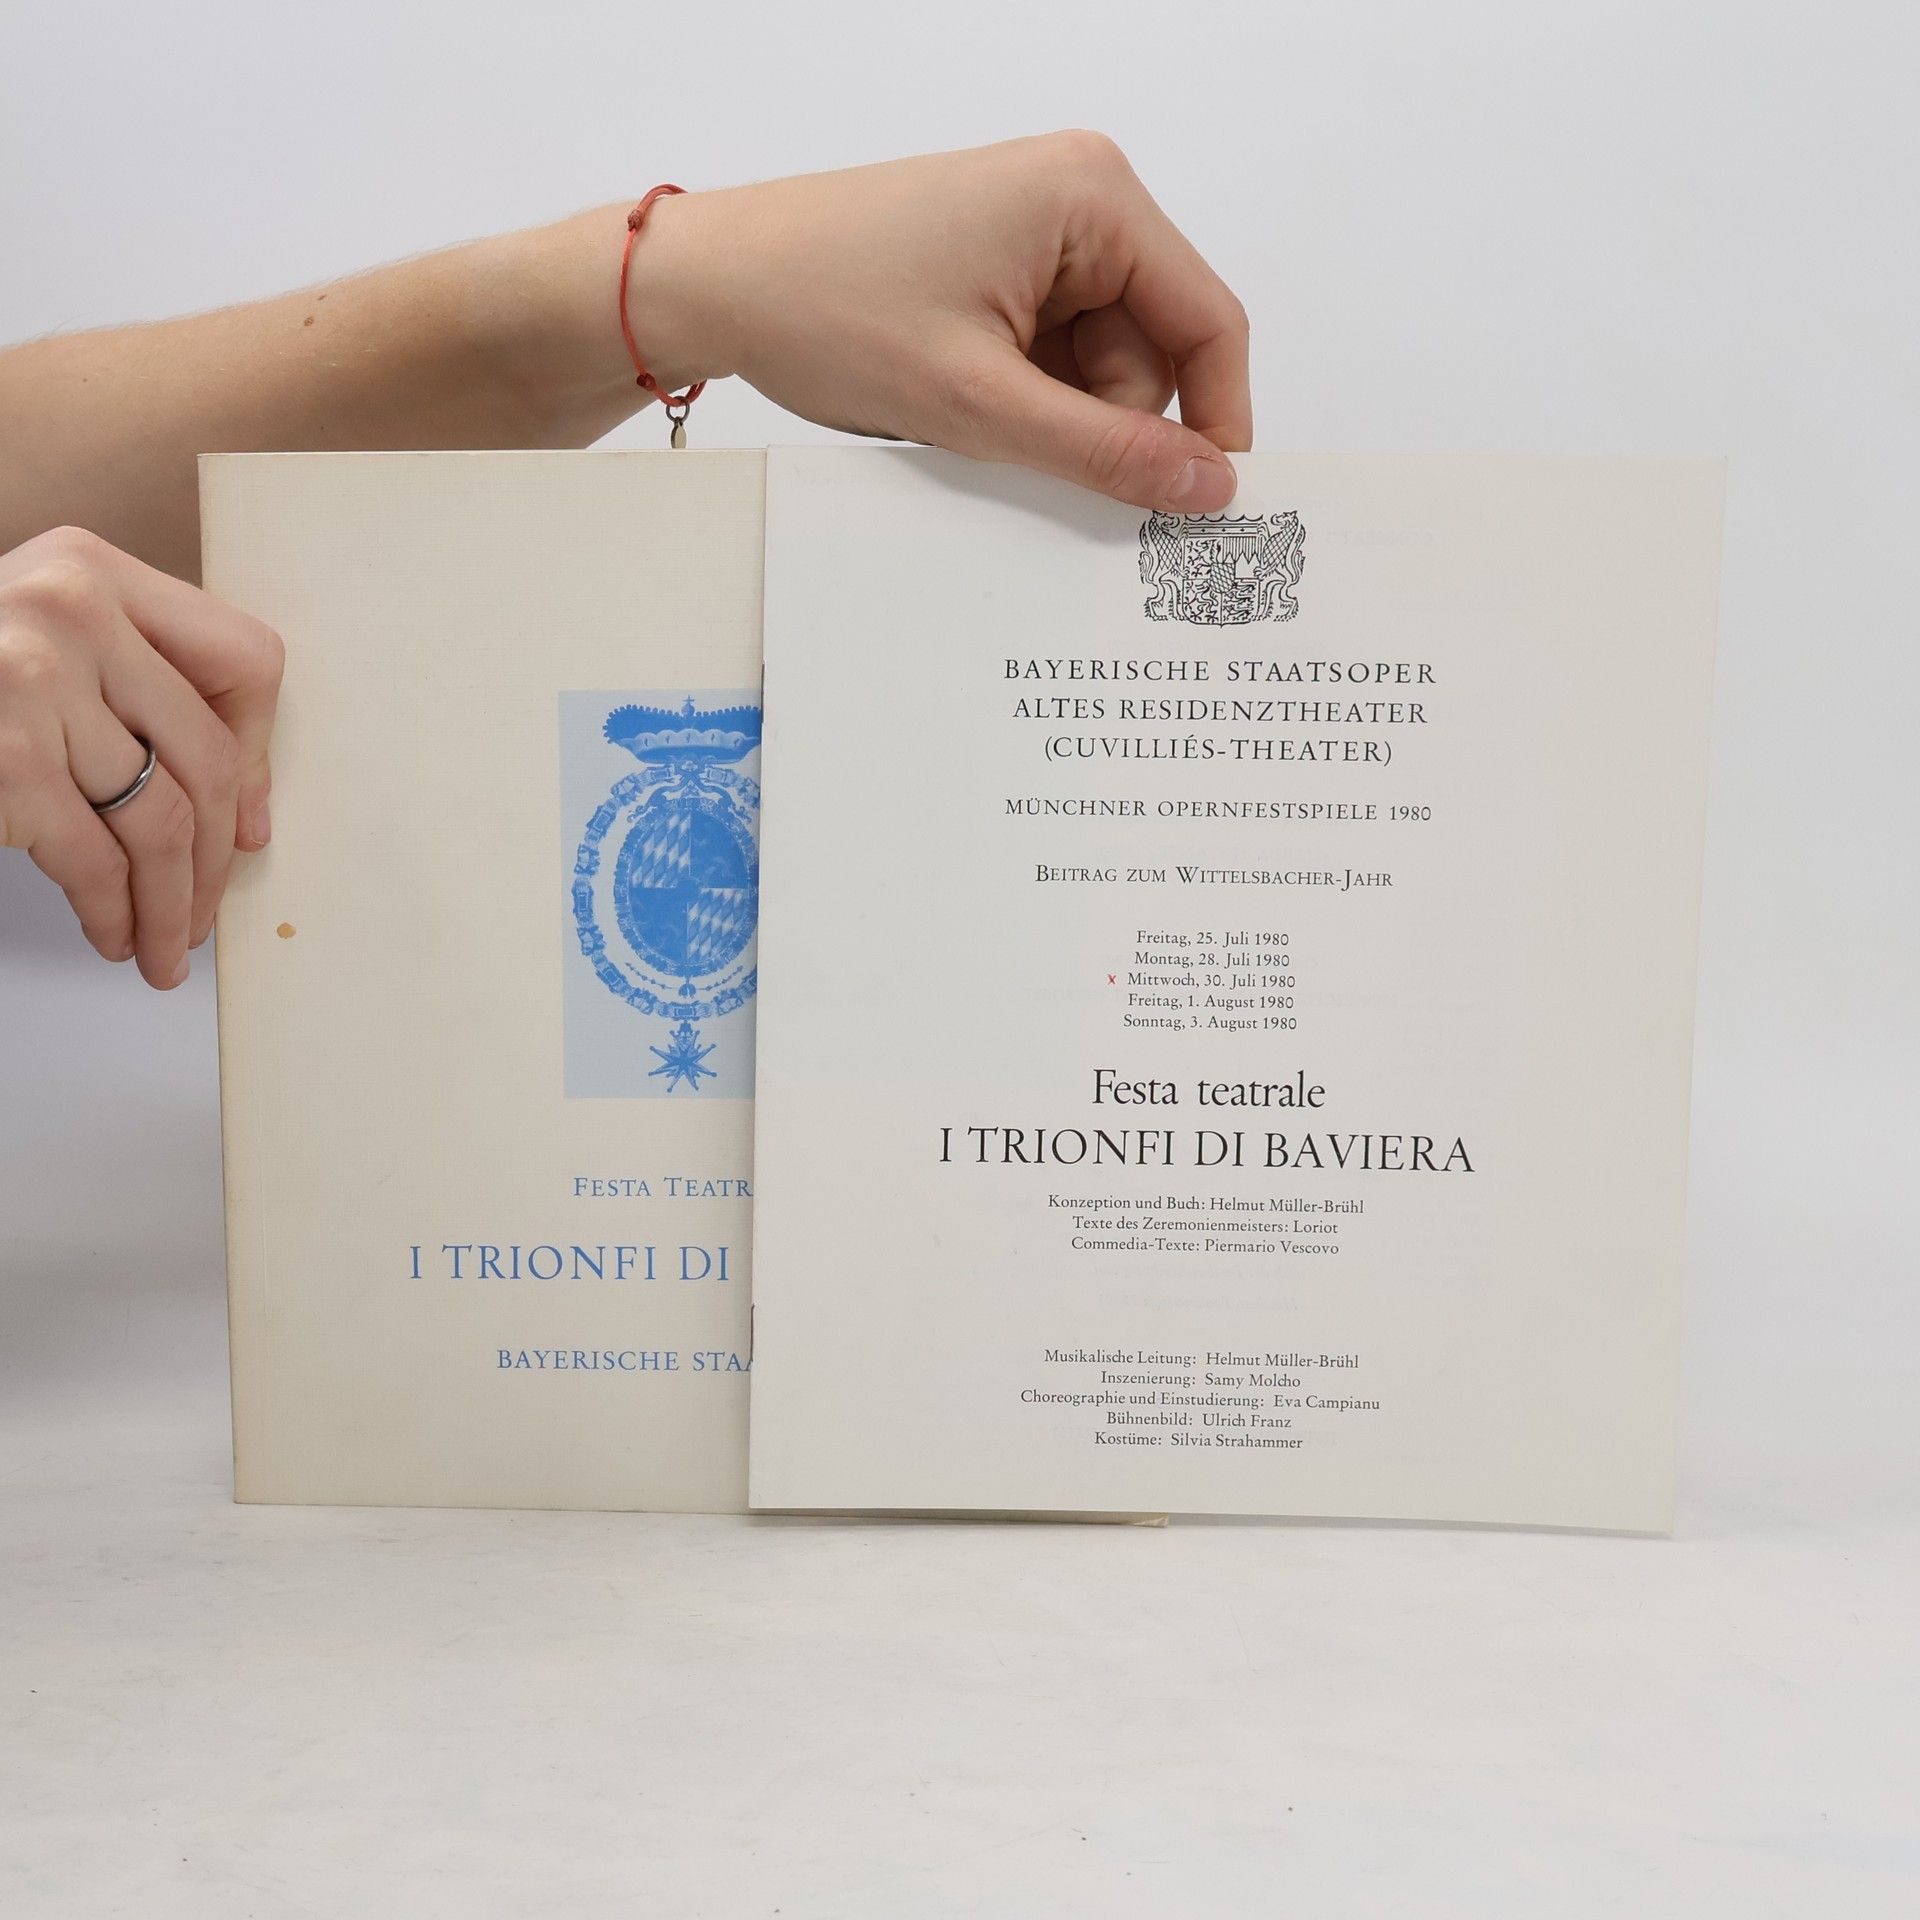 FESTA TEATR
I TRIONFI DI
BAYERISCHE STAA
BAYERISCHE STAATSOPER
ALTES RESIDENZTHEATER
(CUVILLIÉS-THEATER)
MÜNCHNER OPERNFESTSPIELE 1980
BEITRAG ZUM WITTELSBACHER-JAHR
Freitag, 25. Juli 1980
Montag, 28. Juli 1980
x Mittwoch, 30. Juli 1980
Freitag, 1. August 1980
Sonntag, 3. August 1980
Festa teatrale
I TRIONFI DI BAVIERA
Konzeption und Buch: Helmut Müller-Brühl
Texte des Zeremonienmeisters: Loriot
Commedia-Texte: Piermario Vescovo
Musikalische Leitung: Helmut Müller-Brühl
Inszenierung: Samy Molcho
Choreographie und Einstudierung: Eva Campianu
Bühnenbild: Ulrich Franz
Kostüme: Silvia Strahammer